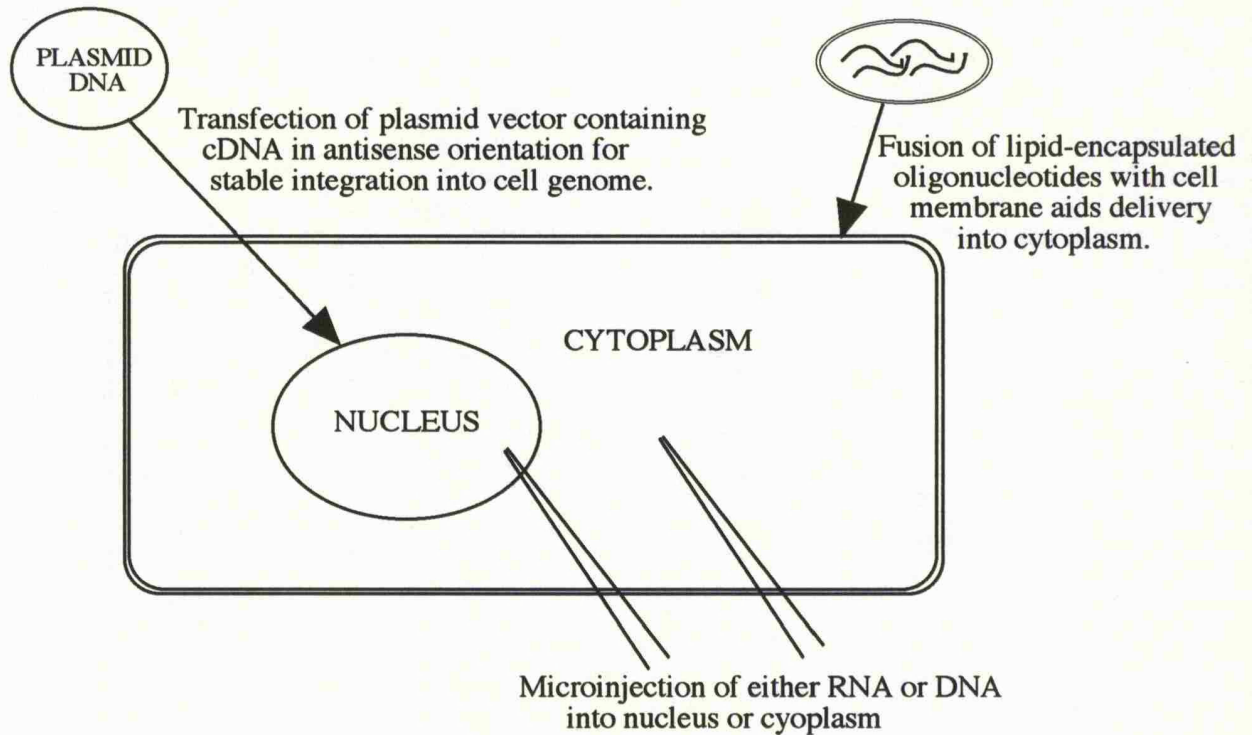 PLASMID
DNA
Transfection of plasmid vector containing
cDNA in antisense orientation for
stable integration into cell genome.
Fusion of lipid-encapsulated
oligonucleotides with cell
membrane aids delivery
into cytoplasm.
CYTOPLASM
NUCLEUS
Microinjection of either RNA or DNA
into nucleus or cyoplasm